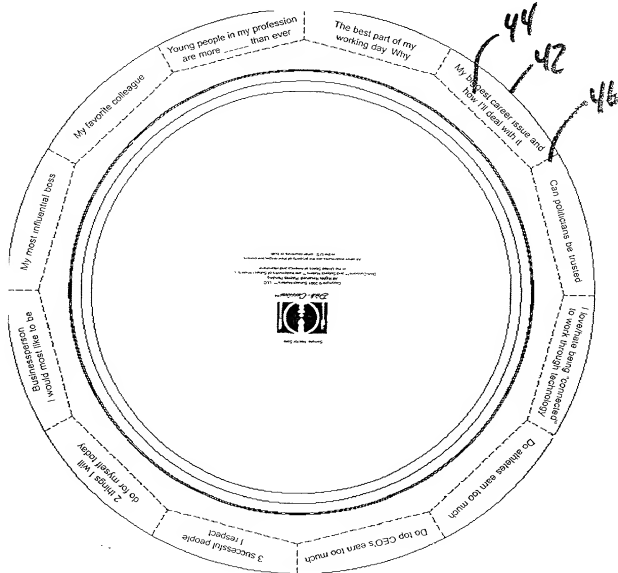 44
42
46
The best part of my
working day Why
My biggest career issue and
how I'll deal with it
Can politicians be trusted
I love/hate being "connected"
to work through technology
Do athletes earn too much
Do top CEO's earn too much
3 successful people
I respect
2 things I will
do for myself today
Businessperson
I would most like to be
My most influential boss
My favorite colleague
Young people in my profession
are more ______ than ever